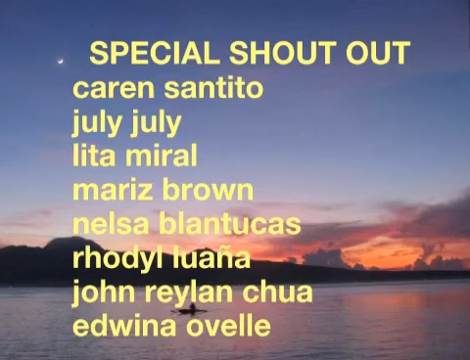 SPECIAL SHOUT OUT
caren santito
july july
lita miral
mariz brown
nelsa blantucas
rhodyl luaña
john reylan chua
edwina ovelle